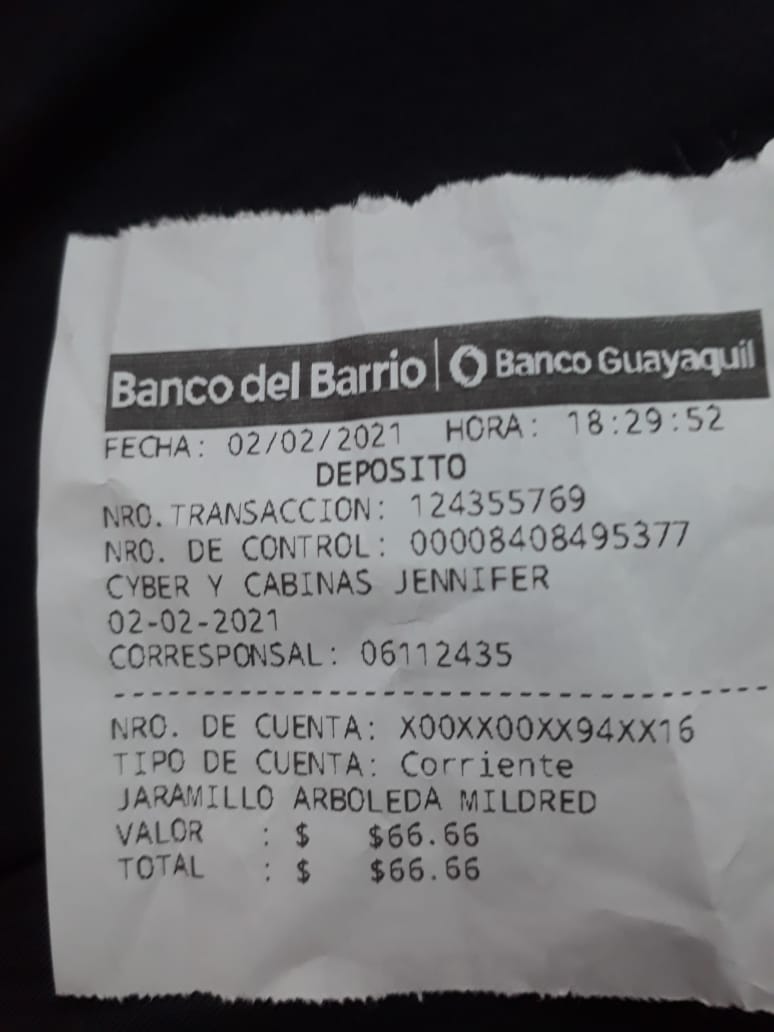 Banco del Barrio | Banco Guayaquil
FECHA: 02/02/2021 HORA: 18:29:52
DEPOSITO
NRO.TRANSACCION: 124355769
NRO. DE CONTROL: 00008408495377
CYBER Y CABINAS JENNIFER
02-02-2021
CORRESPONSAL: 06112435
NRO. DE CUENTA: X00XX00XX94XX16
TIPO DE CUENTA: Corriente
JARAMILLO ARBOLEDA MILDRED
VALOR : $ $66.66
TOTAL : $ $66.66